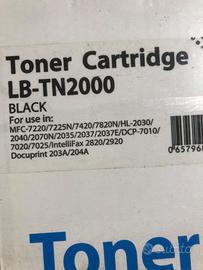 Toner Cartridge
LB-TN2000
BLACK
For use in:
MFC-7220/7225N/7420/7820N/HL-2030/
2040/2070N/2035/2037/2037E/DCP-7010/
7020/7025/IntelliFax 2820/2920
Docuprint 203A/204A
0657968
Toner